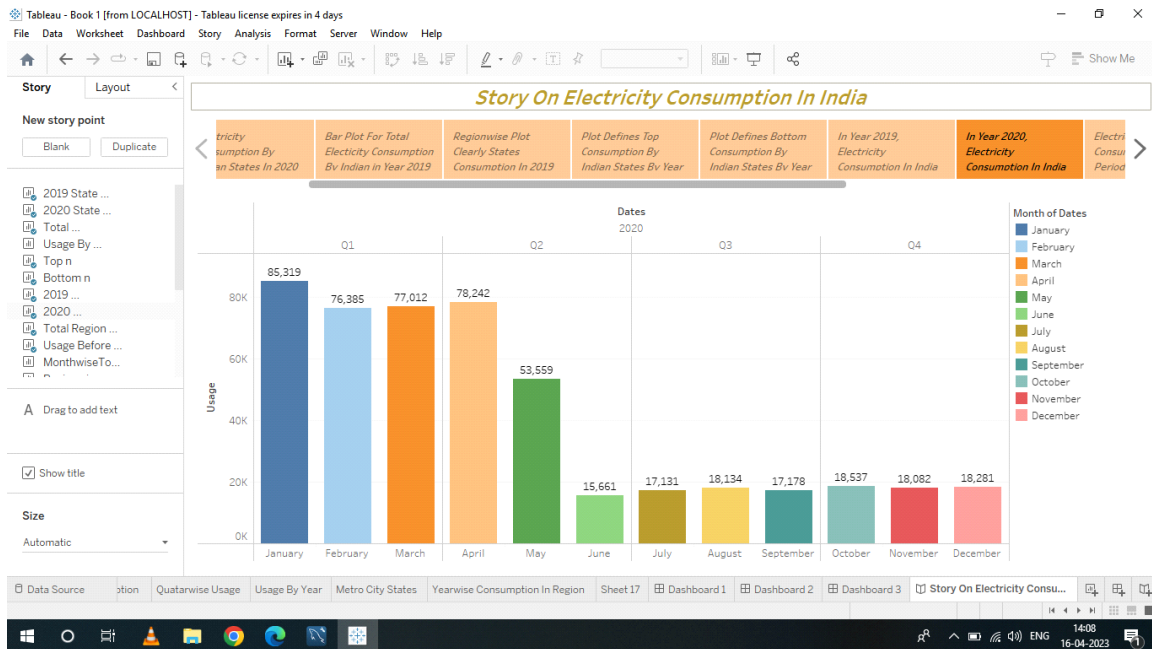 Tableau - Book 1 [from LOCALHOST] - Tableau license expires in 4 days
File Data Worksheet Dashboard Story Analysis Format Server Window Help
Show Me
Story Layout
New story point
Blank Duplicate
2019 State ...
2020 State ...
Total ...
Usage By ...
Top n
Bottom n
2019 ...
2020 ...
Total Region ...
Usage Before ...
MonthwiseTo...
A Drag to add text
Show title
Size
Automatic
Story On Electricity Consumption In India
tricity
sumption By
an States In 2020
Bar Plot For Total
Electicity Consumption
By Indian in Year 2019
Regionwise Plot
Clearly States
Consumption In 2019
Plot Defines Top
Consumption By
Indian States By Year
Plot Defines Bottom
Consumption By
Indian States By Year
In Year 2019,
Electricity
Consumption In India
In Year 2020,
Electricity
Consumption In India
Electri
Consu
Period
Dates
2020
Q1 Q2 Q3 Q4
Usage
80K
60K
40K
20K
0K
85,319
76,385
77,012
78,242
53,559
15,661
17,131
18,134
17,178
18,537
18,082
18,281
January February March April May June July August September October November December
Month of Dates
January
February
March
April
May
June
July
August
September
October
November
December
Data Source ption Quatarwise Usage Usage By Year Metro City States Yearwise Consumption In Region Sheet 17 Dashboard 1 Dashboard 2 Dashboard 3 Story On Electricity Consu...
ENG
14:08
16-04-2023
1